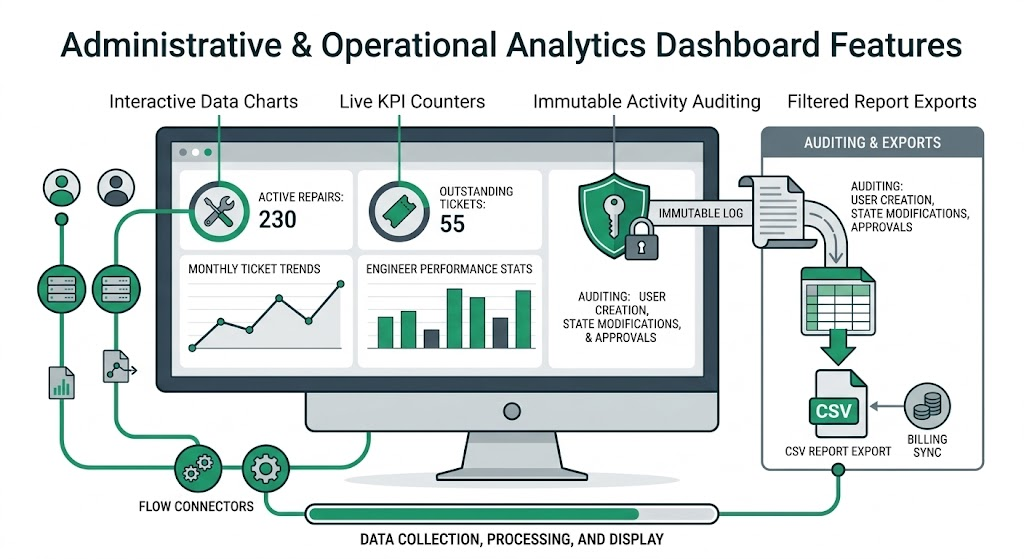 Administrative & Operational Analytics Dashboard Features
Interactive Data Charts
Live KPI Counters
Immutable Activity Auditing
Filtered Report Exports
ACTIVE REPAIRS:
230
OUTSTANDING
TICKETS:
55
IMMUTABLE LOG
MONTHLY TICKET TRENDS
ENGINEER PERFORMANCE STATS
AUDITING: USER
CREATION,
STATE MODIFICATIONS,
& APPROVALS
AUDITING & EXPORTS
AUDITING:
USER CREATION,
STATE MODIFICATIONS,
APPROVALS
CSV
CSV REPORT EXPORT
BILLING
SYNC
FLOW CONNECTORS
DATA COLLECTION, PROCESSING, AND DISPLAY